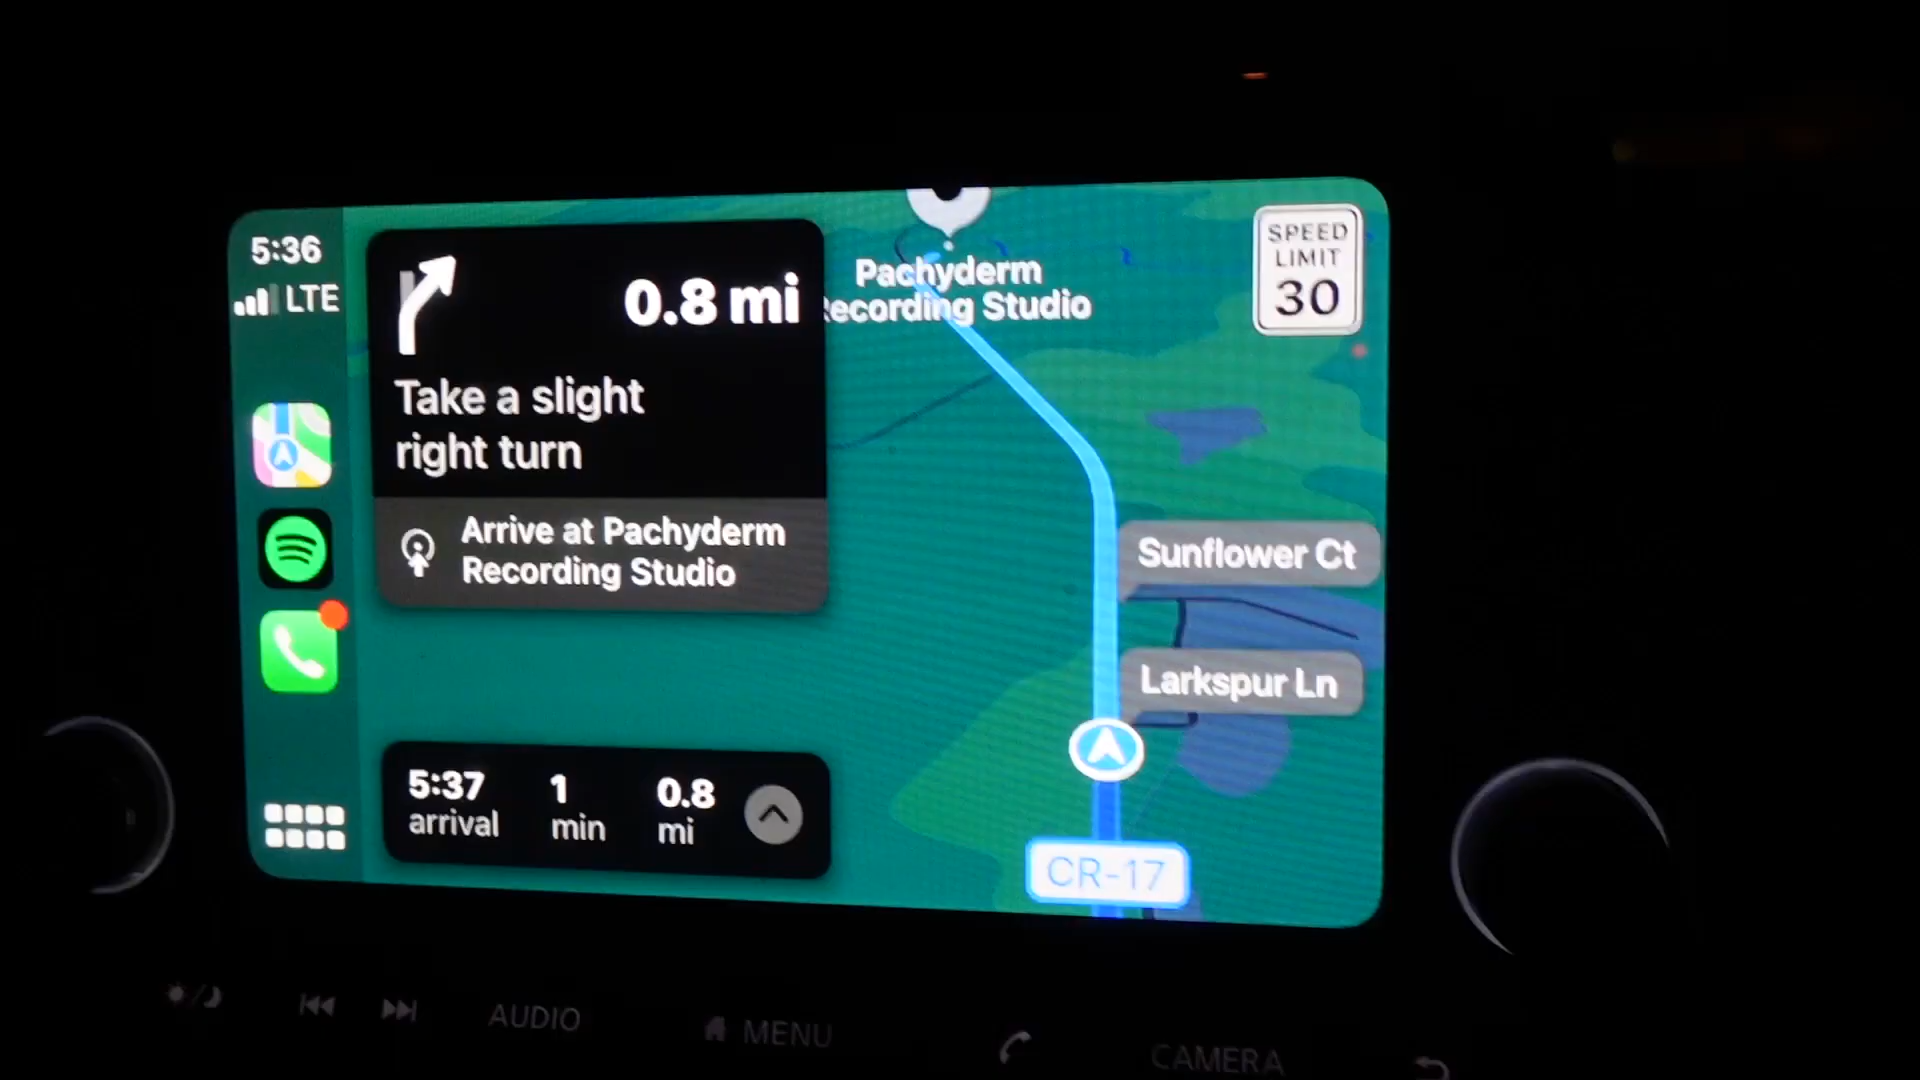 5:36
LTE
0.8 mi
Take a slight
right turn
Arrive at Pachyderm
Recording Studio
5:37
arrival
1
min
0.8
mi
Pachyderm
Recording Studio
SPEED
LIMIT
30
Sunflower Ct
Larkspur Ln
CR-17
AUDIO
MENU
CAMERA